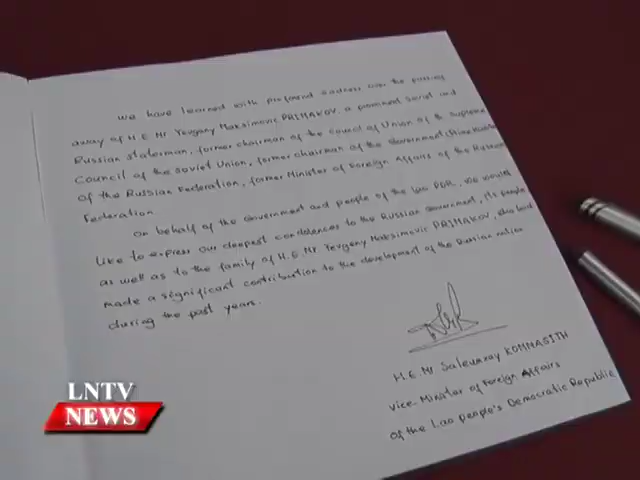 We have learned with profound sadness over the passing
away of H.E Mr Yevgeny Maksimovic PRIMAKOV, a prominent soviet and
Russian statesman, former chairman of the council of Union of the Supreme
Council of the Soviet Union, former chairman of the Government (Prime Minister)
of the Russian Federation, former Minister of Foreign Affairs of the Russian
Federation
On behalf of the Government and people of the Lao PDR, we would
like to express our deepest condolences to the Russian Government, its people
as well as to the family of H.E. Mr Yevgeny Maksimovic PRIMAKOV, who had
made a significant contribution to the development of the Russian nation
during the past years.
H.E Mr Saleumxay KOMMASITH
vice-Minister of Foreign Affairs
of the Lao People's Democratic Republic
LNTV
NEWS